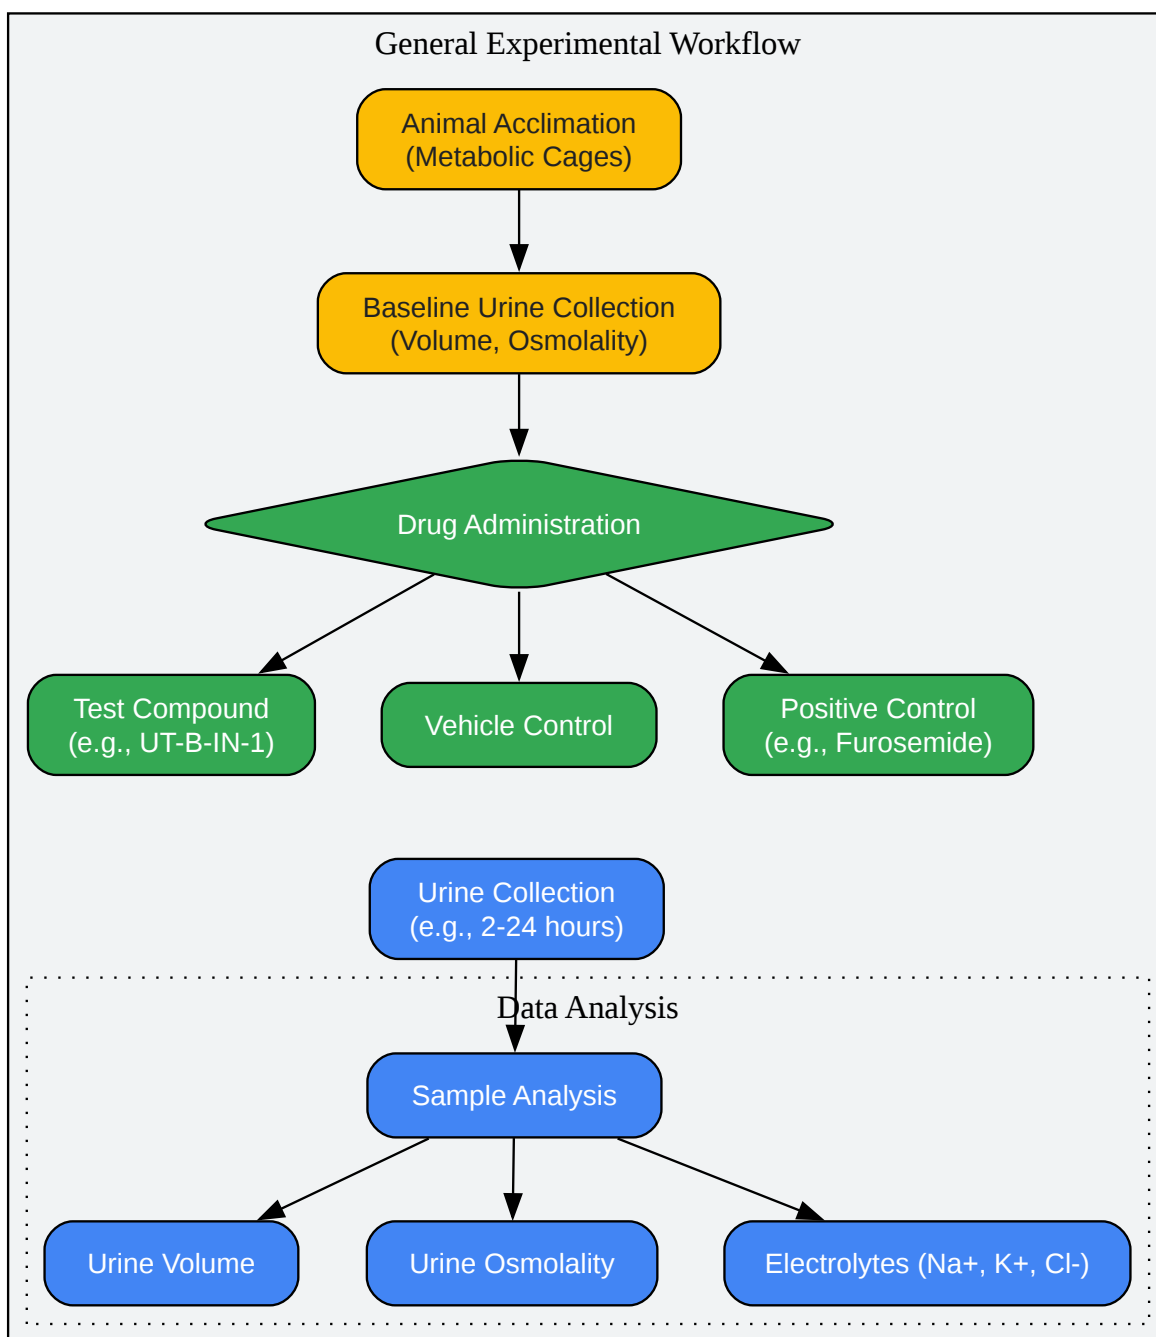 General Experimental Workflow
Animal Acclimation
(Metabolic Cages)
Baseline Urine Collection
(Volume, Osmolality)
Drug Administration
Test Compound
(e.g., UT-B-IN-1)
Vehicle Control
Positive Control
(e.g., Furosemide)
Urine Collection
(e.g., 2-24 hours)
Data Analysis
Sample Analysis
Urine Volume
Urine Osmolality
Electrolytes (Na+, K+, Cl-)